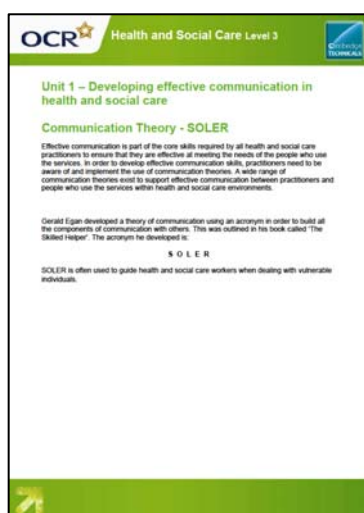 OCR
Health and Social Care Level 3
Cambridge
TECHNICALS
Unit 1 – Developing effective communication in
health and social care
Communication Theory - SOLER
Effective communication is part of the core skills required by all health and social care
practitioners to ensure that they are effective at meeting the needs of the people who use
the services. In order to develop effective communication skills, practitioners need to be
aware of and implement the use of communication theories. A wide range of
communication theories exist to support effective communication between practitioners and
people who use the services within health and social care environments.
Gerald Egan developed a theory of communication using an acronym in order to build all
the components of communication with others. This was outlined in his book called 'The
Skilled Helper'. The acronym he developed is:
S O L E R
SOLER is often used to guide health and social care workers when dealing with vulnerable
individuals.